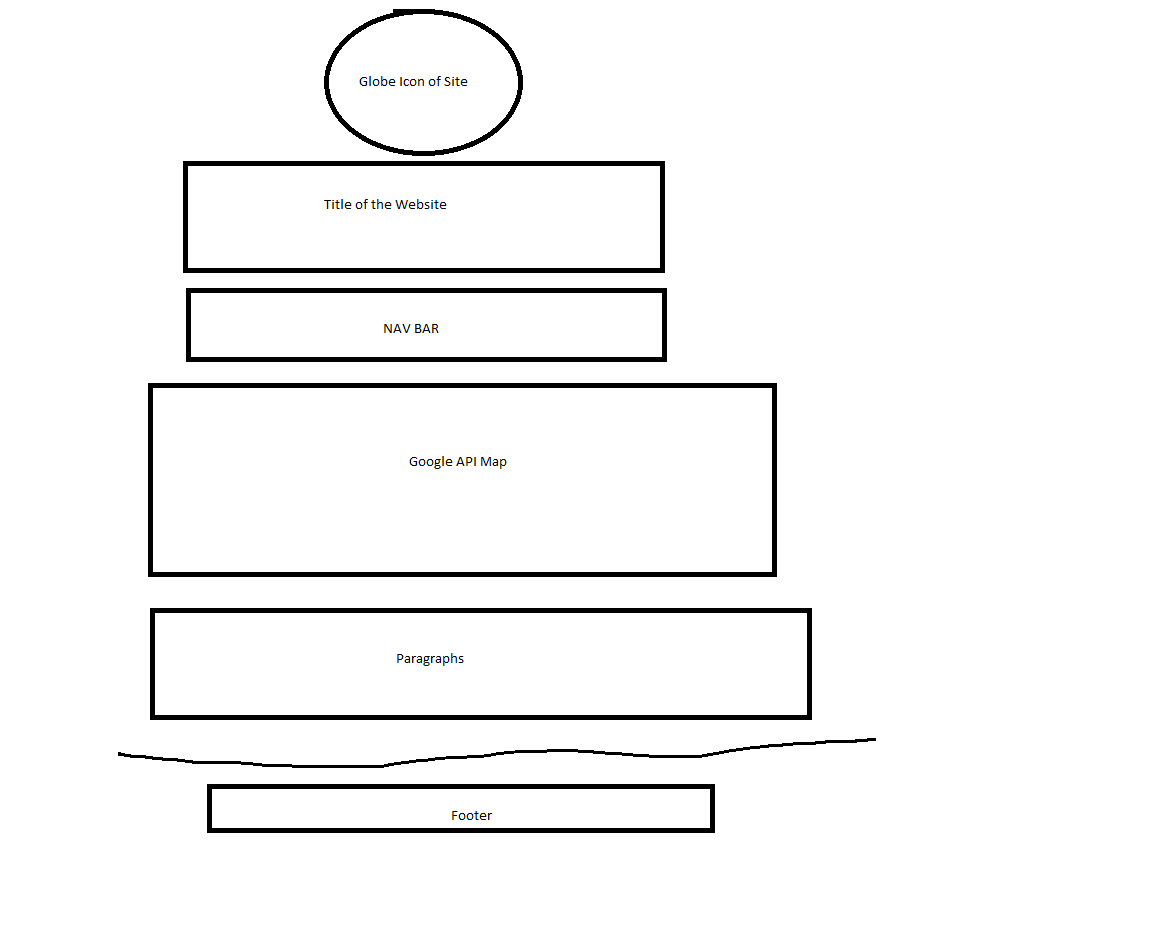 Globe Icon of Site
Title of the Website
NAV BAR
Google API Map
Paragraphs
Footer